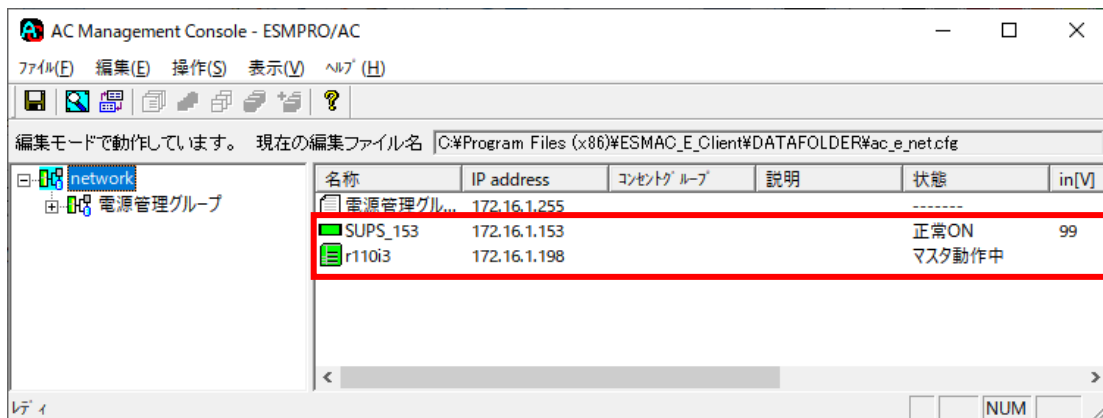 AC Management Console - ESMPRO/AC
ファイル(F) 編集(E) 操作(S) 表示(V) ヘルプ(H)
編集モードで動作しています。 現在の編集ファイル名 C:¥Program Files (x86)¥ESMAC_E_Client¥DATAFOLDER¥ac_e_net.cfg
network
電源管理グループ
名称 IP address コンセントグループ 説明 状態 in[V]
電源管理グル... 172.16.1.255 -------
SUPS_153 172.16.1.153 正常ON 99
r110i3 172.16.1.198 マスタ動作中
レディ NUM